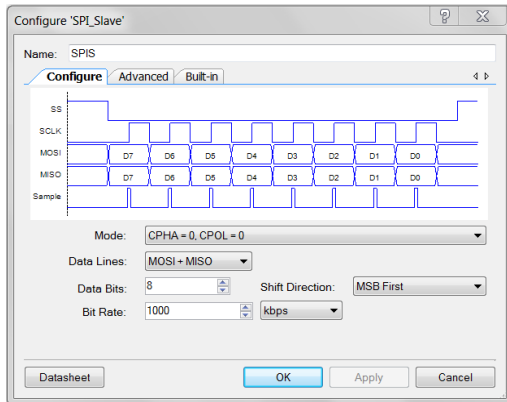 Configure 'SPI_Slave'
Name: SPIS
Configure Advanced Built-in
SS
SCLK
MOSI D7 D6 D5 D4 D3 D2 D1 D0
MISO D7 D6 D5 D4 D3 D2 D1 D0
Sample
Mode: CPHA = 0, CPOL = 0
Data Lines: MOSI + MISO
Data Bits: 8 Shift Direction: MSB First
Bit Rate: 1000 kbps
Datasheet OK Apply Cancel